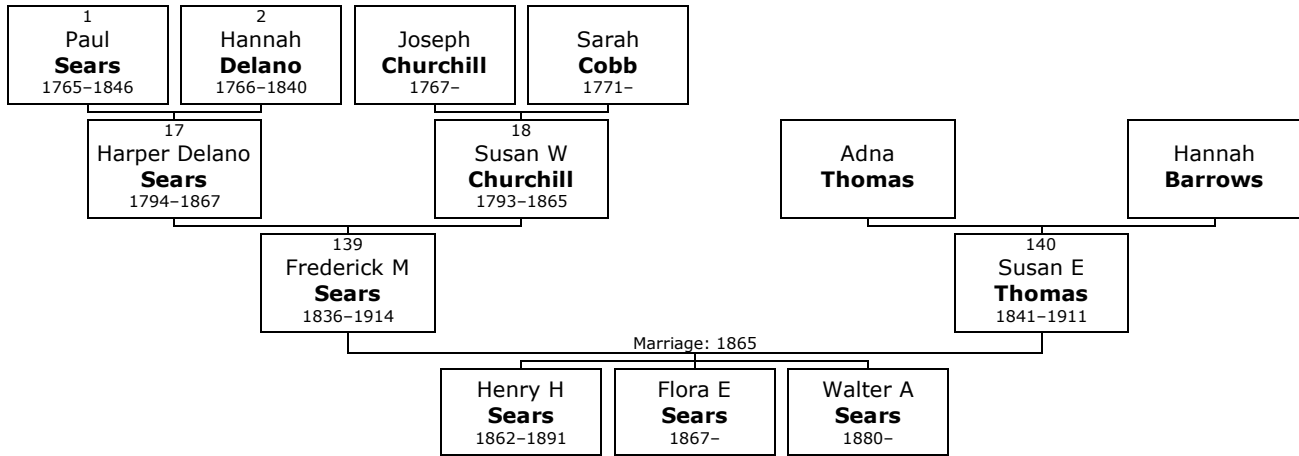 1
Paul
Sears
1765–1846
2
Hannah
Delano
1766–1840
Joseph
Churchill
1767–
Sarah
Cobb
1771–
17
Harper Delano
Sears
1794–1867
18
Susan W
Churchill
1793–1865
Adna
Thomas
Hannah
Barrows
139
Frederick M
Sears
1836–1914
140
Susan E
Thomas
1841–1911
Marriage: 1865
Henry H
Sears
1862–1891
Flora E
Sears
1867–
Walter A
Sears
1880–